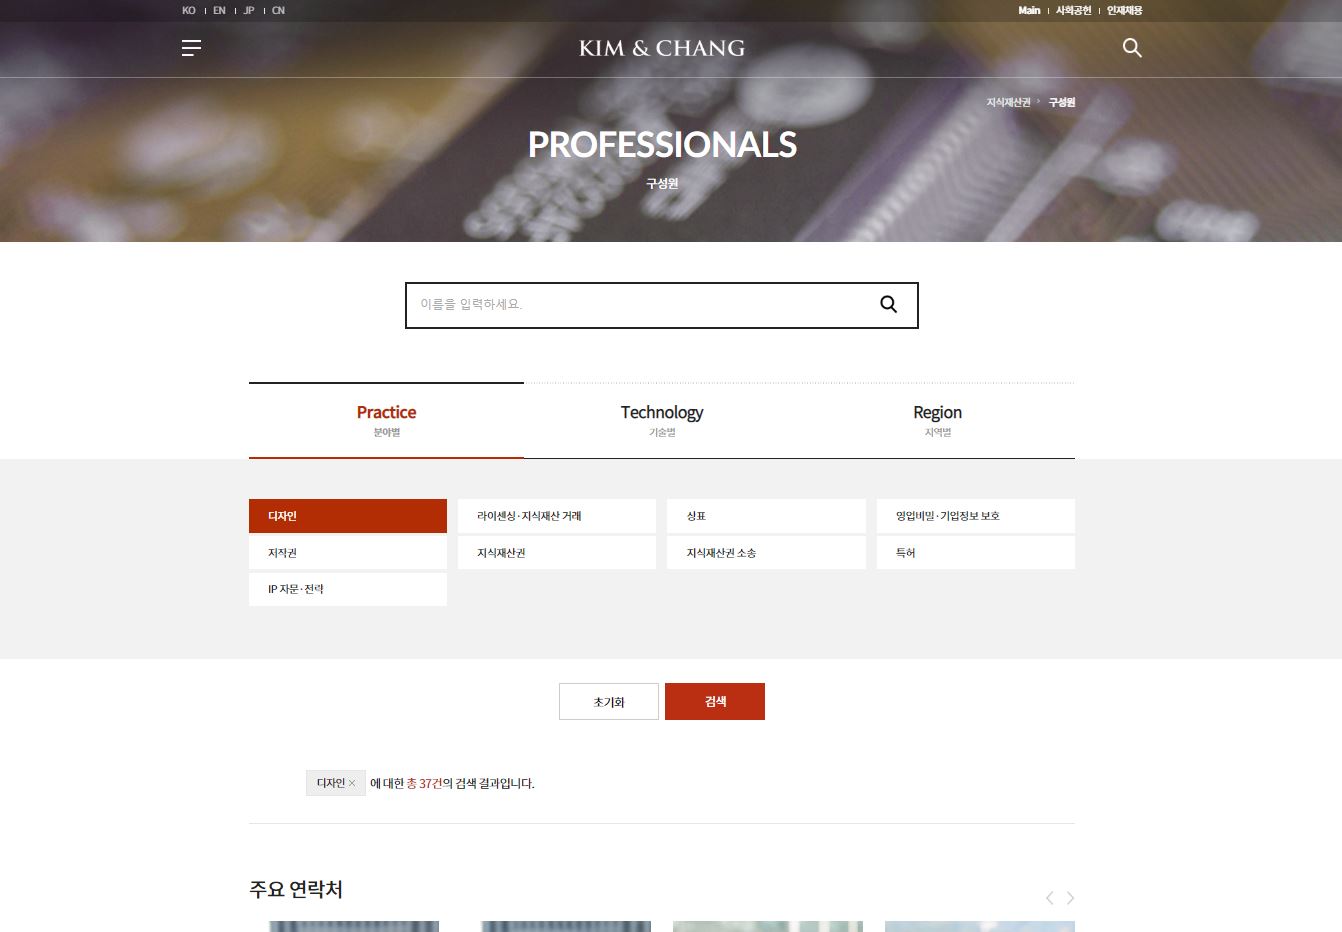 KO EN JP CN
Main 사회공헌 인재채용
KIM & CHANG
지식재산권 > 구성원
PROFESSIONALS
구성원
이름을 입력하세요.
Practice
분야별
Technology
기술별
Region
지역별
디자인
라이센싱·지식재산 거래
상표
영업비밀·기업정보 보호
저작권
지식재산권
지식재산권 소송
특허
IP 자문·전략
초기화
검색
디자인 × 에 대한 총 37건의 검색 결과입니다.
주요 연락처